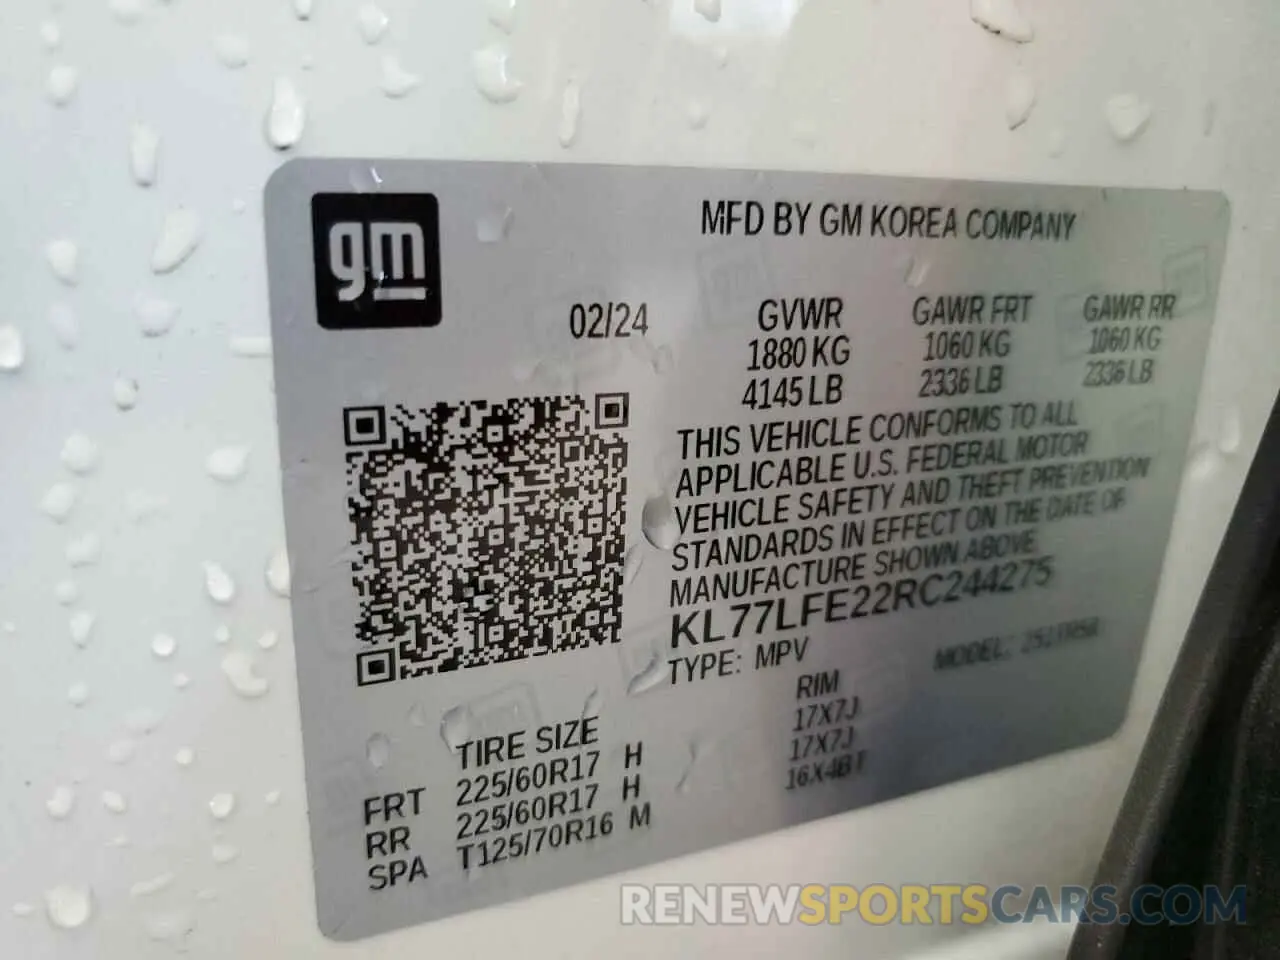 gm
MFD BY GM KOREA COMPANY
02/24
GVWR GAWR FRT GAWR RR
1880 KG 1060 KG 1060 KG
4145 LB 2336 LB 2336 LB
THIS VEHICLE CONFORMS TO ALL
APPLICABLE U.S. FEDERAL MOTOR
VEHICLE SAFETY AND THEFT PREVENTION
STANDARDS IN EFFECT ON THE DATE OF
MANUFACTURE SHOWN ABOVE
KL77LFE22RC244275
TYPE: MPV MODEL:
TIRE SIZE RIM
FRT 225/60R17 H 17X7J
RR 225/60R17 H 17X7J
SPA T125/70R16 M 16X4BT
RENEWSPORTSCARS.COM